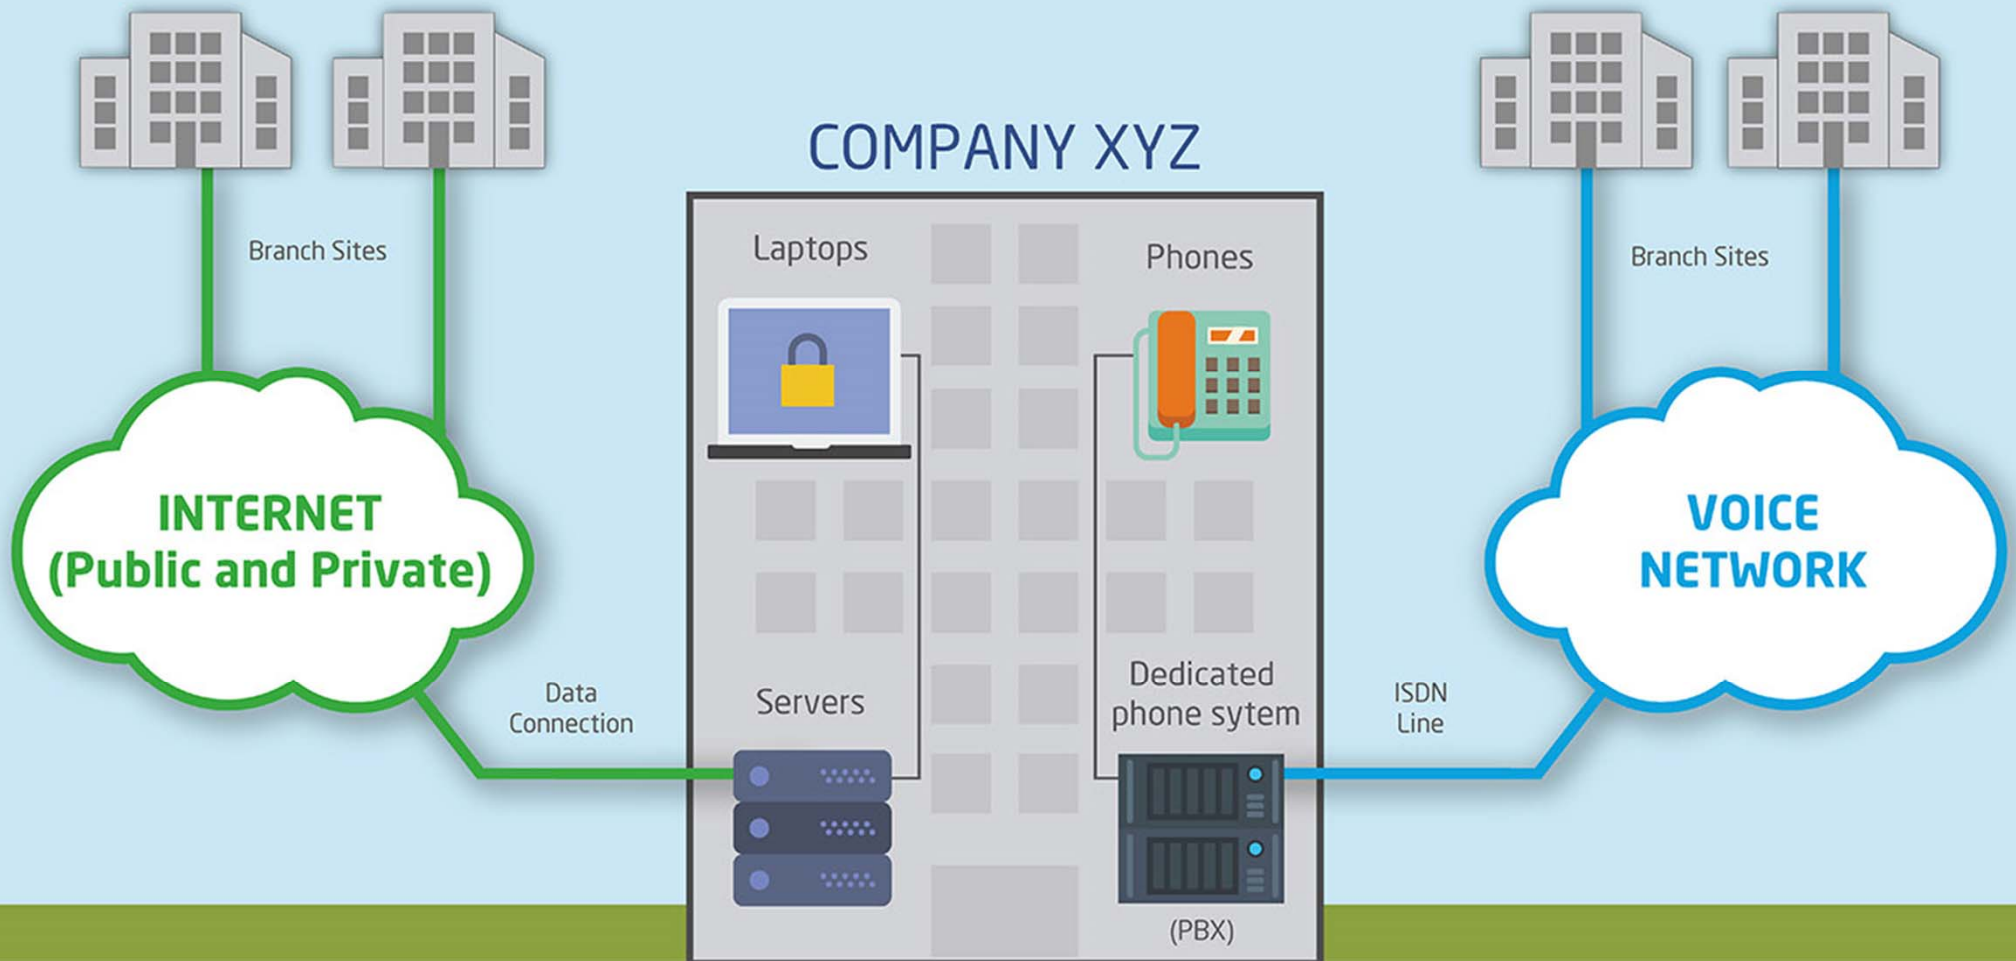 COMPANY XYZ
Branch Sites
Laptops
Phones
Branch Sites
INTERNET
(Public and Private)
VOICE
NETWORK
Data
Connection
Servers
Dedicated
phone sytem
ISDN
Line
(PBX)